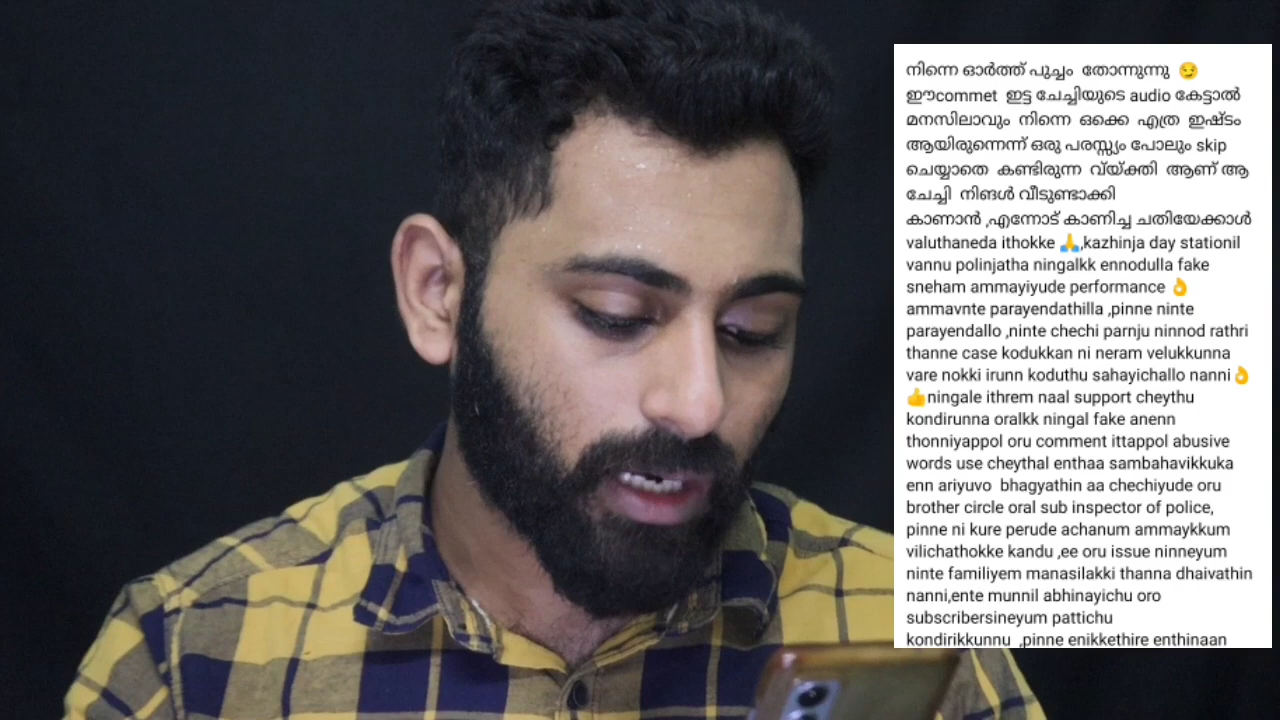 നിന്നെ ഓർത്ത് പുച്ഛം തോന്നുന്നു 😏
ഈcommet ഇട്ട ചേച്ചിയുടെ audio കേട്ടാൽ
മനസിലാവും നിന്നെ ഒക്കെ എത്ര ഇഷ്ടം
ആയിരുന്നെന്ന് ഒരു പരസ്സ്യം പോലും skip
ചെയ്യാതെ കണ്ടിരുന്ന വ്യ്ക്തി ആണ് ആ
ചേച്ചി നിങൾ വീടുണ്ടാക്കി
കാണാൻ ,എന്നോട് കാണിച്ച ചതിയേക്കാൾ
valuthaneda ithokke 🙏,kazhinja day stationil
vannu polinjatha ningalkk ennodulla fake
sneham ammayiyude performance 👌
ammavnte parayendathilla ,pinne ninte
parayendallo ,ninte chechi parnju ninnod rathri
thanne case kodukkan ni neram velukkunna
vare nokki irunn koduthu sahayichallo nanni👌
👍ningale ithrem naal support cheythu
kondirunna oralkk ningal fake anenn
thonniyappol oru comment ittappol abusive
words use cheythal enthaa sambahavikkuka
enn ariyuvo bhagyathin aa chechiyude oru
brother circle oral sub inspector of police,
pinne ni kure perude achanum ammaykkum
vilichathokke kandu ,ee oru issue ninneyum
ninte familiyem manasilakki thanna dhaivathin
nanni,ente munnil abhinayichu oro
subscribersineyum pattichu
kondirikkunnu ,pinne enikkethire enthinaan